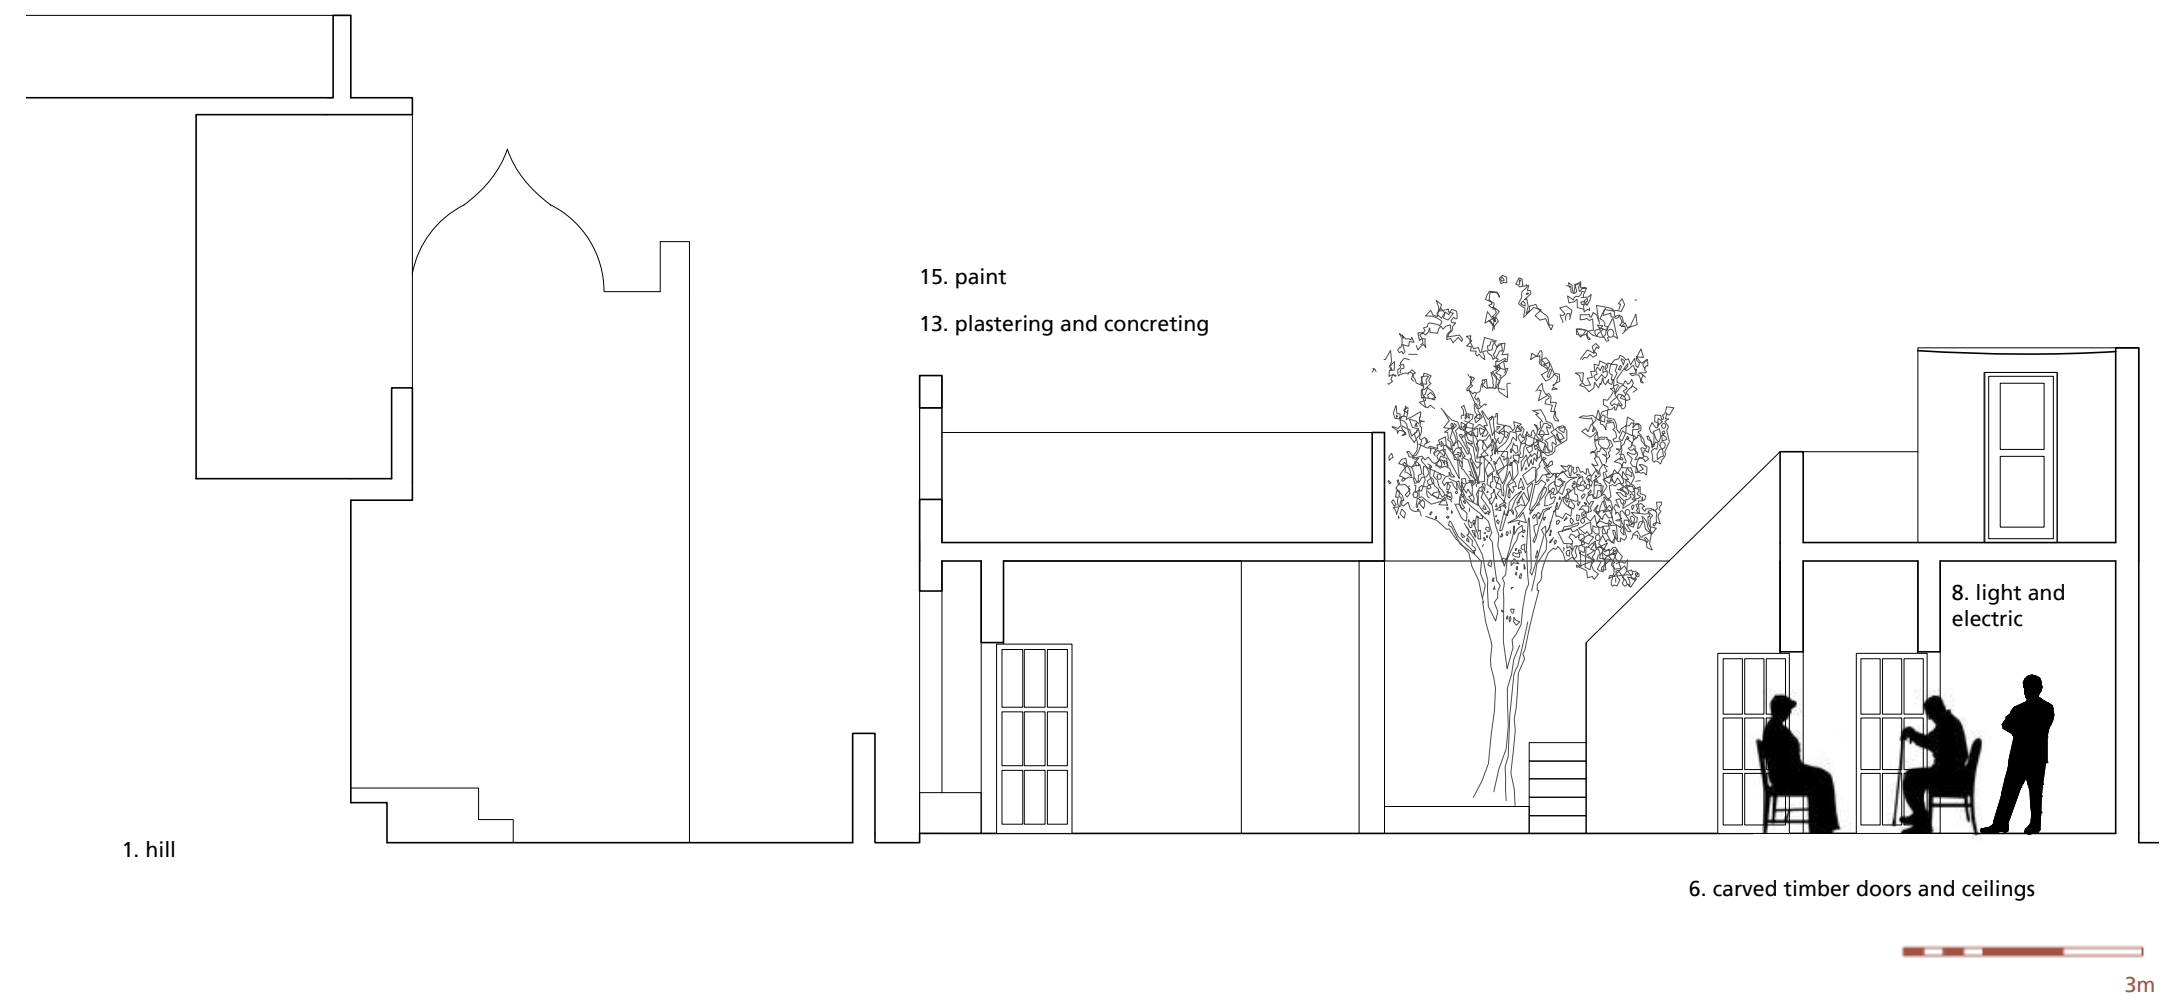 15. paint
13. plastering and concreting
8. light and
electric
1. hill
6. carved timber doors and ceilings
3m